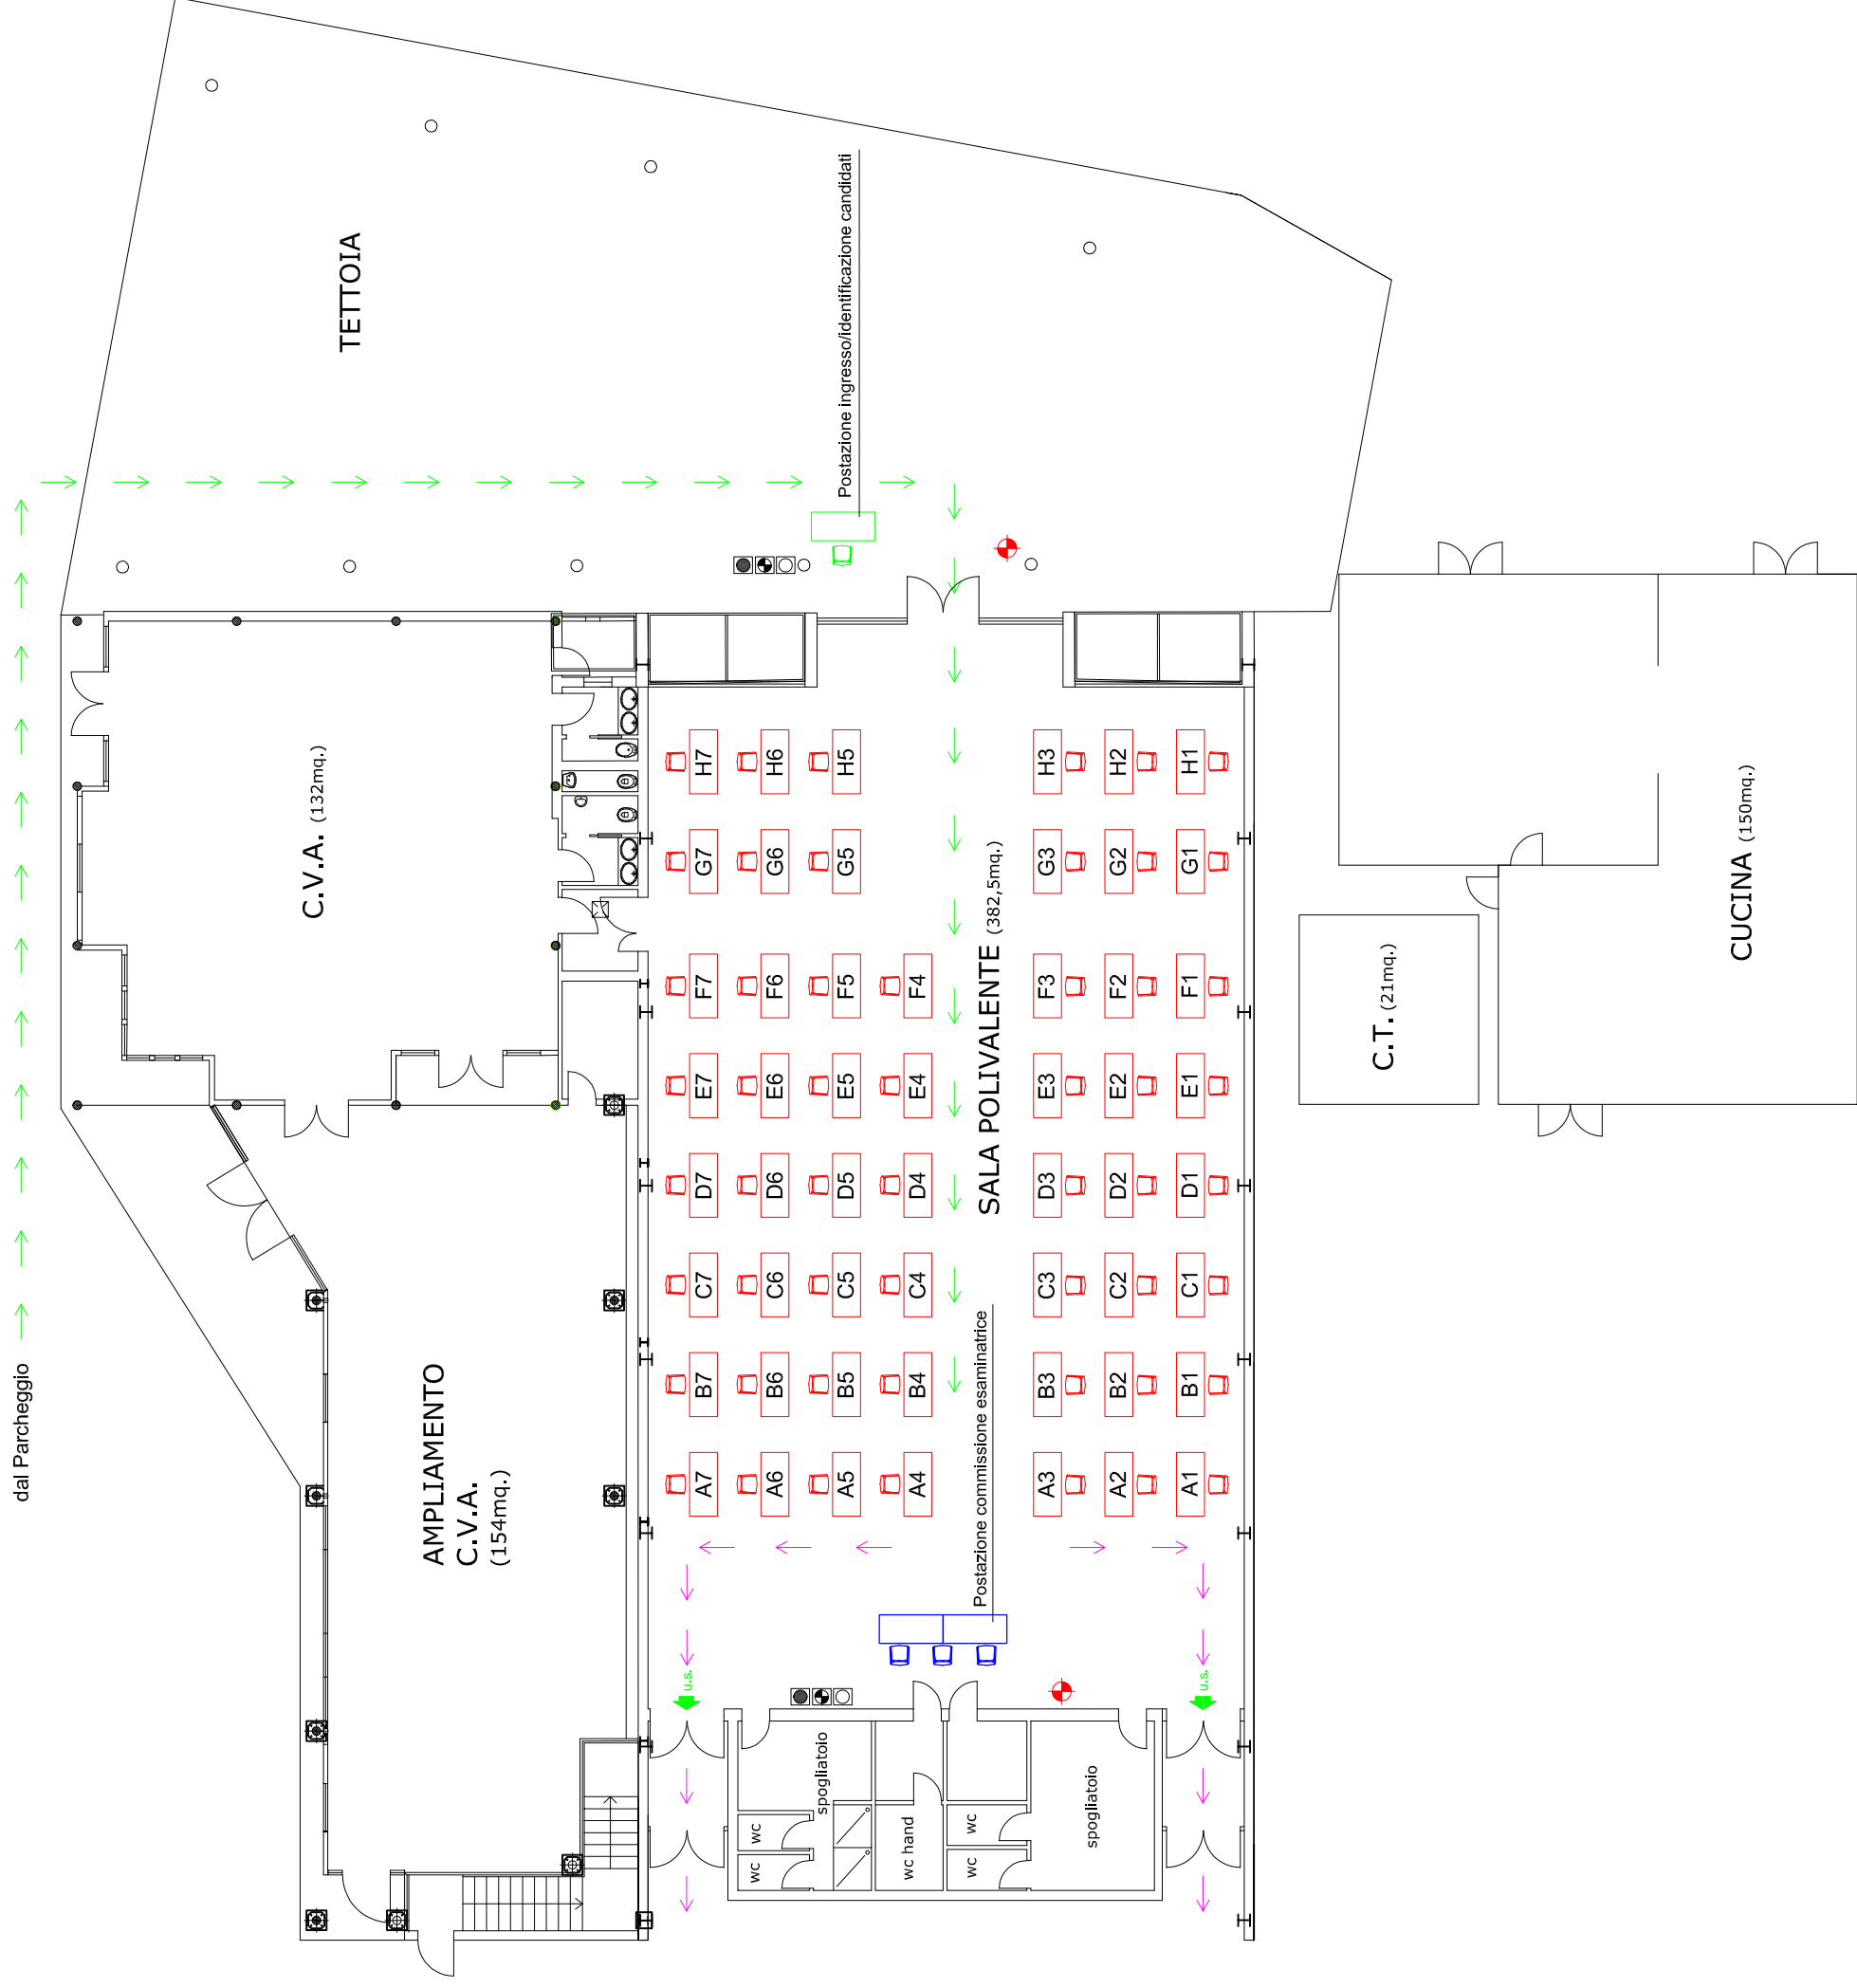 TETTOIA
Postazione ingresso/identificazione candidati
dal Parcheggio
C.V.A. (132mq.)
AMPLIAMENTO
C.V.A.
(154mq.)
SALA POLIVALENTE (382,5mq.)
C.T. (21mq.)
CUCINA (150mq.)
H7 H6 H5 H3 H2 H1
G7 G6 G5 G3 G2 G1
F7 F6 F5 F4 F3 F2 F1
E7 E6 E5 E4 E3 E2 E1
D7 D6 D5 D4 D3 D2 D1
C7 C6 C5 C4 C3 C2 C1
B7 B6 B5 B4 B3 B2 B1
A7 A6 A5 A4 A3 A2 A1
Postazione commissione esaminatrice
u.s.
u.s.
spogliatoio
spogliatoio
wc
wc
wc hand
wc
wc